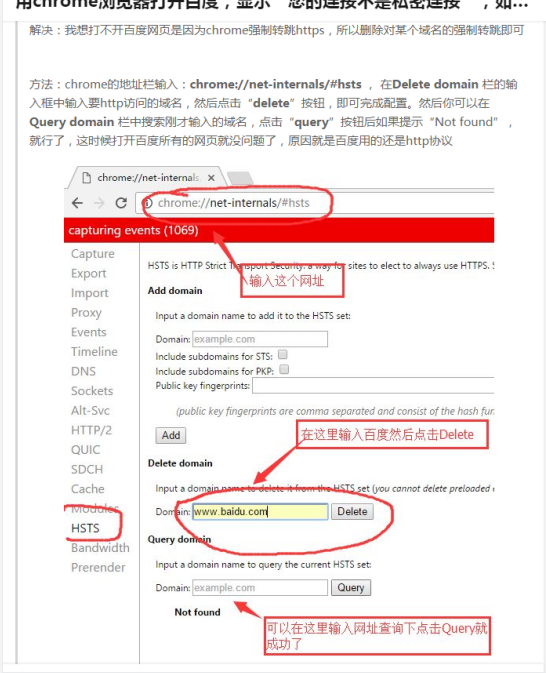 用chrome浏览器打开百度，显示“您的连接不是私密连接”，如...
解决：我想打不开百度网页是因为chrome强制转跳https，所以删除对某个域名的强制转跳即可
方法：chrome的地址栏输入：chrome://net-internals/#hsts ， 在Delete domain 栏的输
入框中输入要http访问的域名，然后点击“delete”按钮，即可完成配置。然后你可以在
Query domain 栏中搜索刚才输入的域名，点击“query”按钮后如果提示“Not found”，
就行了，这时候打开百度所有的网页就没问题了，原因就是百度用的还是http协议
chrome://net-internals
chrome://net-internals/#hsts
capturing events (1069)
Capture
Export
Import
Proxy
Events
Timeline
DNS
Sockets
Alt-Svc
HTTP/2
QUIC
SDCH
Cache
Modules
HSTS
Bandwidth
Prerender
HSTS is HTTP Strict Transport Security: a way for sites to elect to always use HTTPS.
输入这个网址
Add domain
Input a domain name to add it to the HSTS set:
Domain: example.com
Include subdomains for STS:
Include subdomains for PKP:
Public key fingerprints:
(public key fingerprints are comma separated and consist of the hash fun
Add
在这里输入百度然后点击Delete
Delete domain
Input a domain name to delete it from the HSTS set (you cannot delete preloaded
Domain: www.baidu.com Delete
Query domain
Input a domain name to query the current HSTS set:
Domain: example.com Query
Not found
可以在这里输入网址查询下点击Query就
成功了